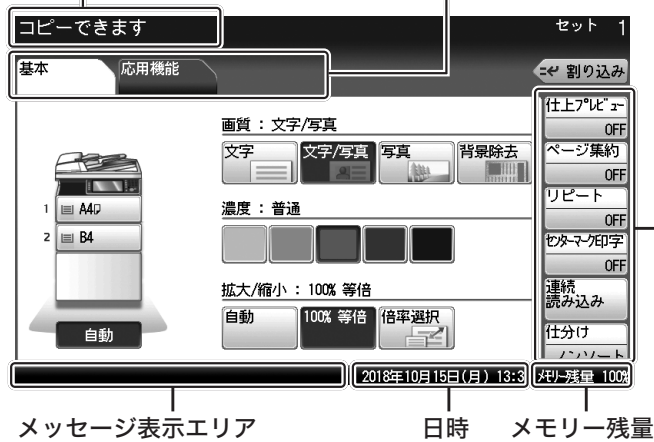 コピーできます
セット 1
基本
応用機能
割り込み
仕上プレビュー
OFF
ページ集約
OFF
リピート
OFF
センターマーク印字
OFF
連続
読み込み
仕分け
ノンソート
画質 : 文字/写真
文字
文字/写真
写真
背景除去
濃度 : 普通
拡大/縮小 : 100% 等倍
自動
100% 等倍
倍率選択
1 A4
2 B4
自動
2018年10月15日(月) 13:3
メモリー残量 100%
メッセージ表示エリア
日時
メモリー残量